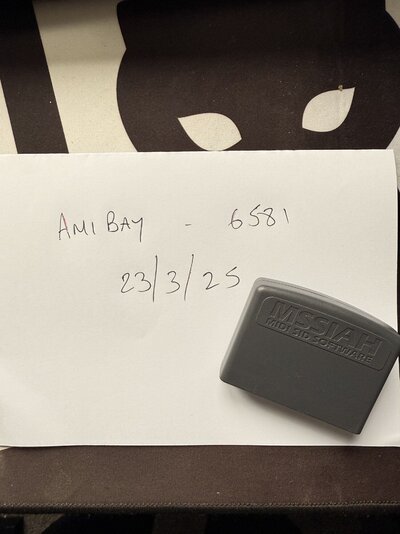 AMIBAY - 6581
23/3/25
MSSIAH
MIDI SID SOFTWARE